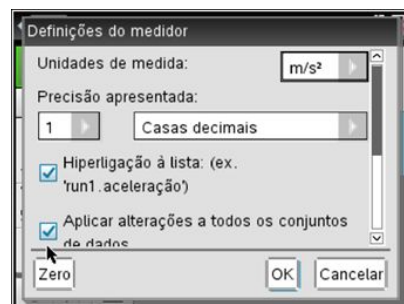 Definições do medidor
Unidades de medida:
m/s²
Precisão apresentada:
1
Casas decimais
Hiperligação á lista: (ex.
'run1.aceleração')
Aplicar alterações a todos os conjuntos
de dados
Zero
OK
Cancelar